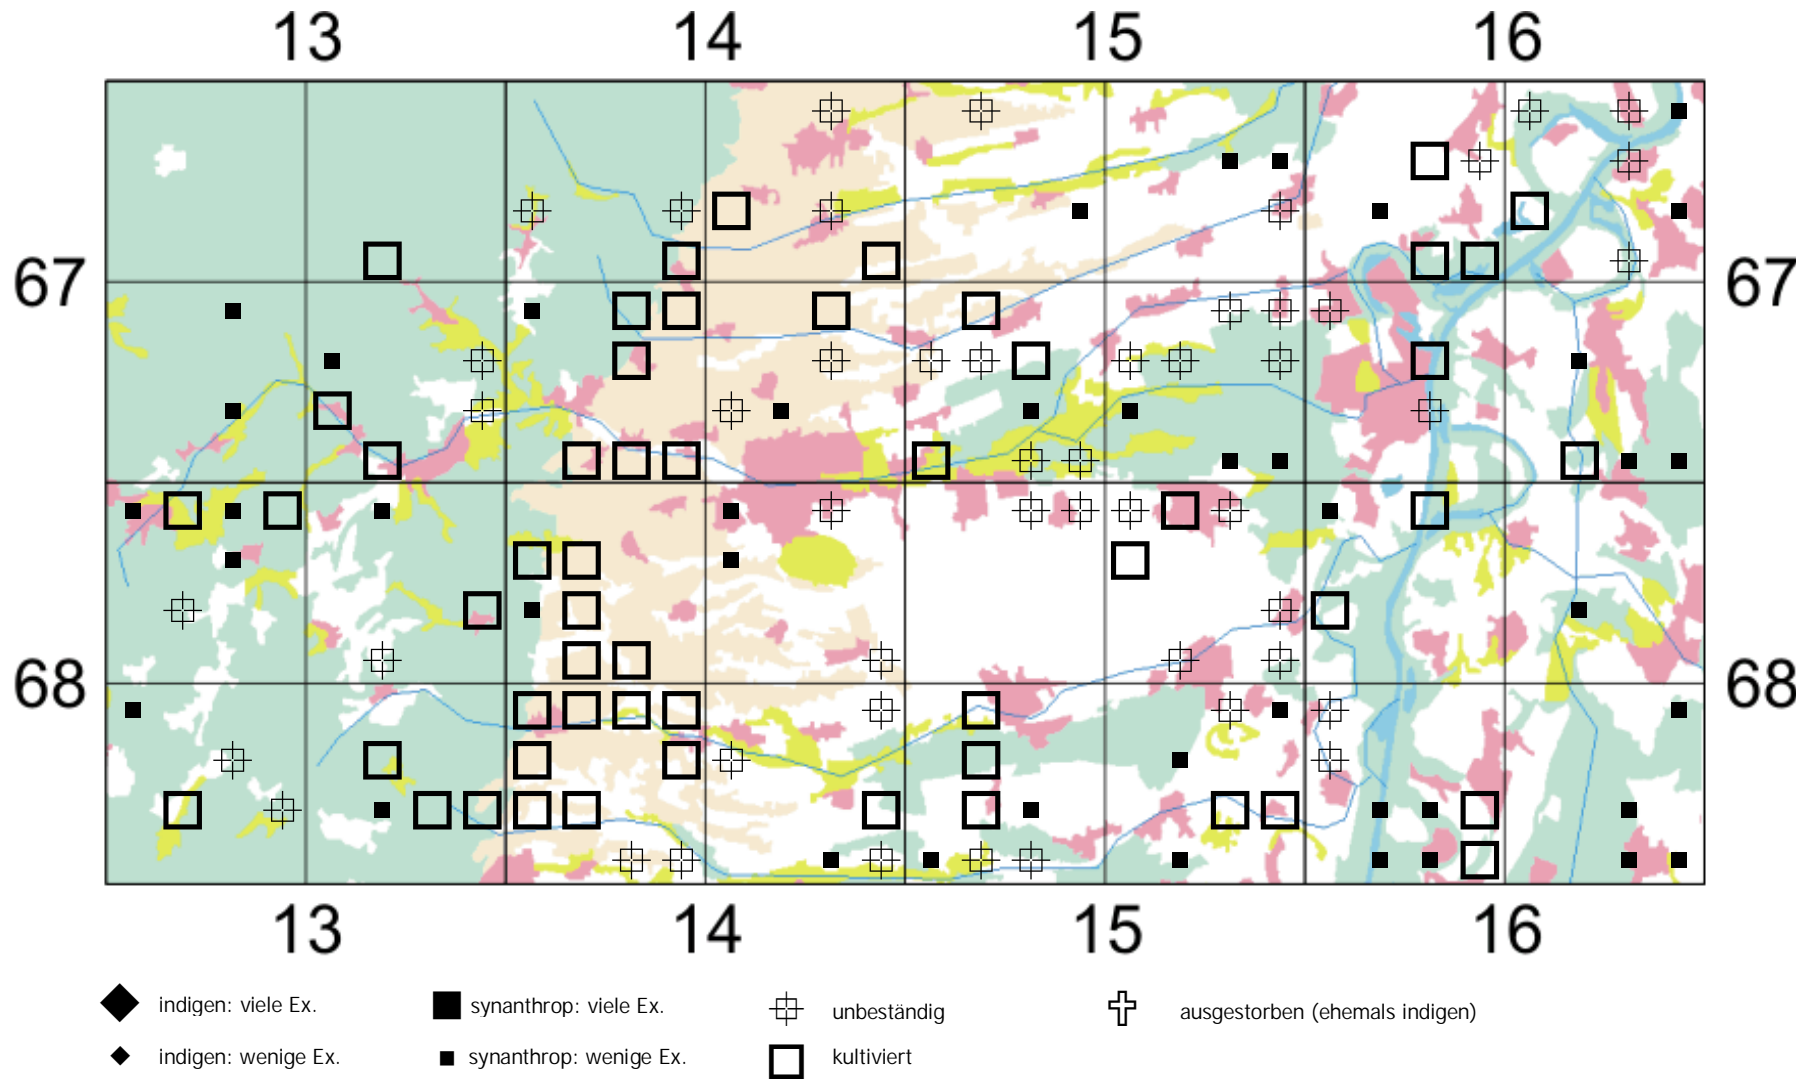 13 14 15 16
67 67
68 68
13 14 15 16
indigen: viele Ex. synanthrop: viele Ex. unbeständig ausgestorben (ehemals indigen)
indigen: wenige Ex. synanthrop: wenige Ex. kultiviert